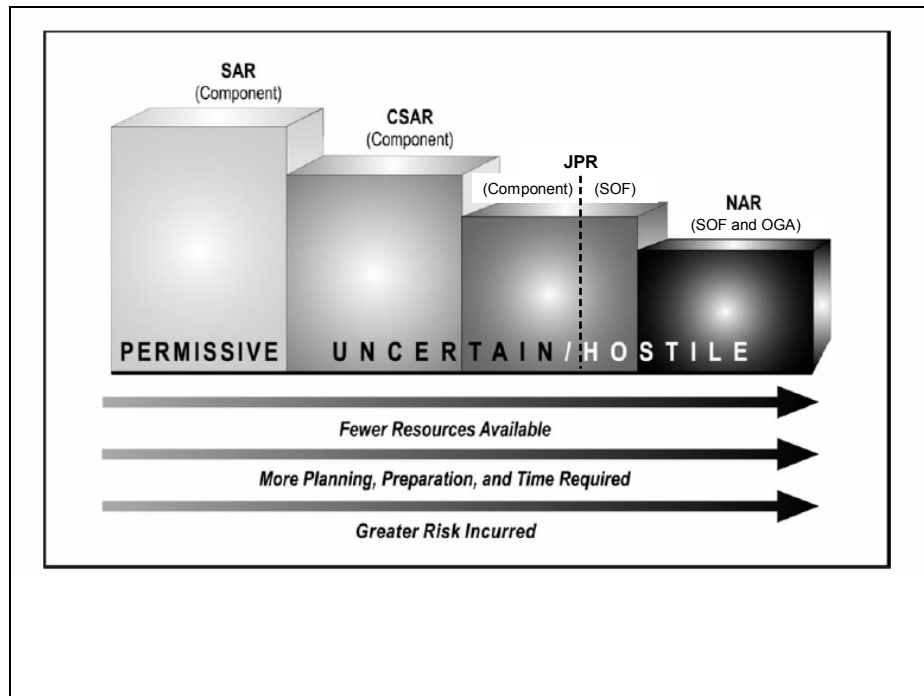 SAR
(Component)
CSAR
(Component)
JPR
(Component) (SOF)
NAR
(SOF and OGA)
PERMISSIVE UNCERTAIN/HOSTILE
Fewer Resources Available
More Planning, Preparation, and Time Required
Greater Risk Incurred